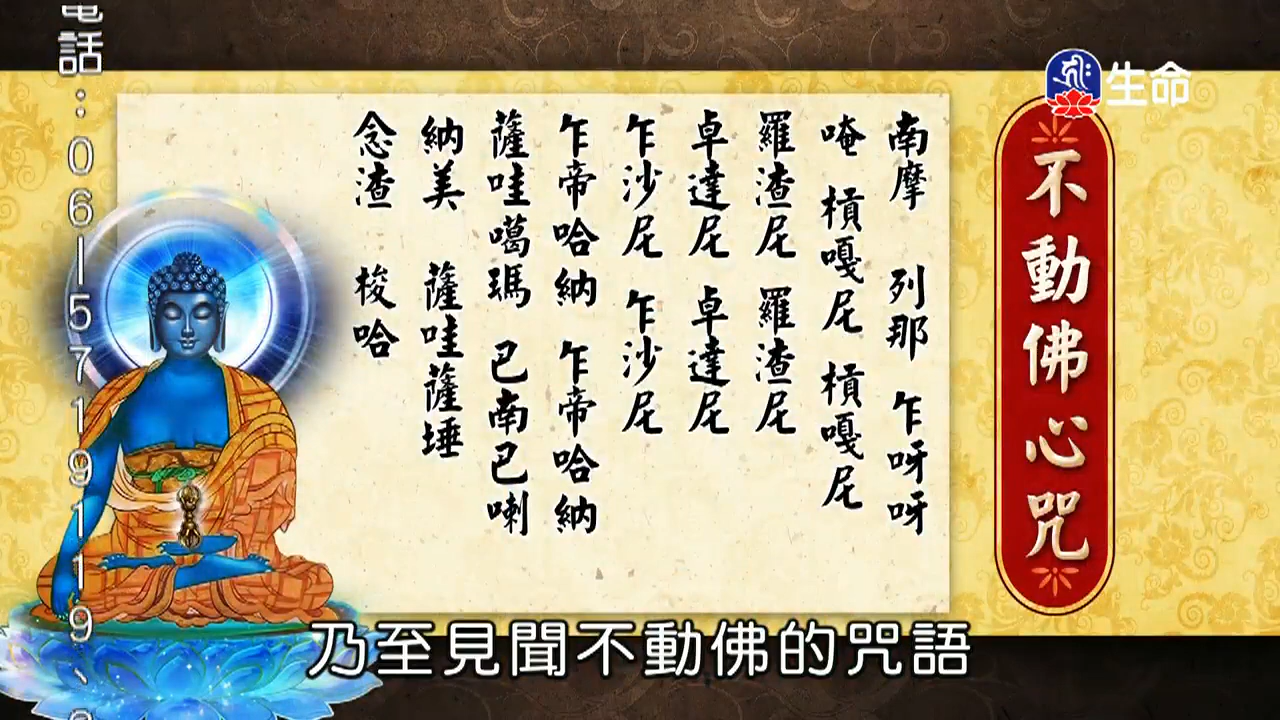 生命
不動佛心咒
南摩 列那 乍呀呀
唵 槓嘎尼 槓嘎尼
羅渣尼 羅渣尼
卓達尼 卓達尼
乍沙尼 乍沙尼
乍帝哈納 乍帝哈納
薩哇噶瑪 巴南巴喇
納美 薩哇薩埵
念渣 梭哈
電話：06-5719119、
乃至見聞不動佛的咒語